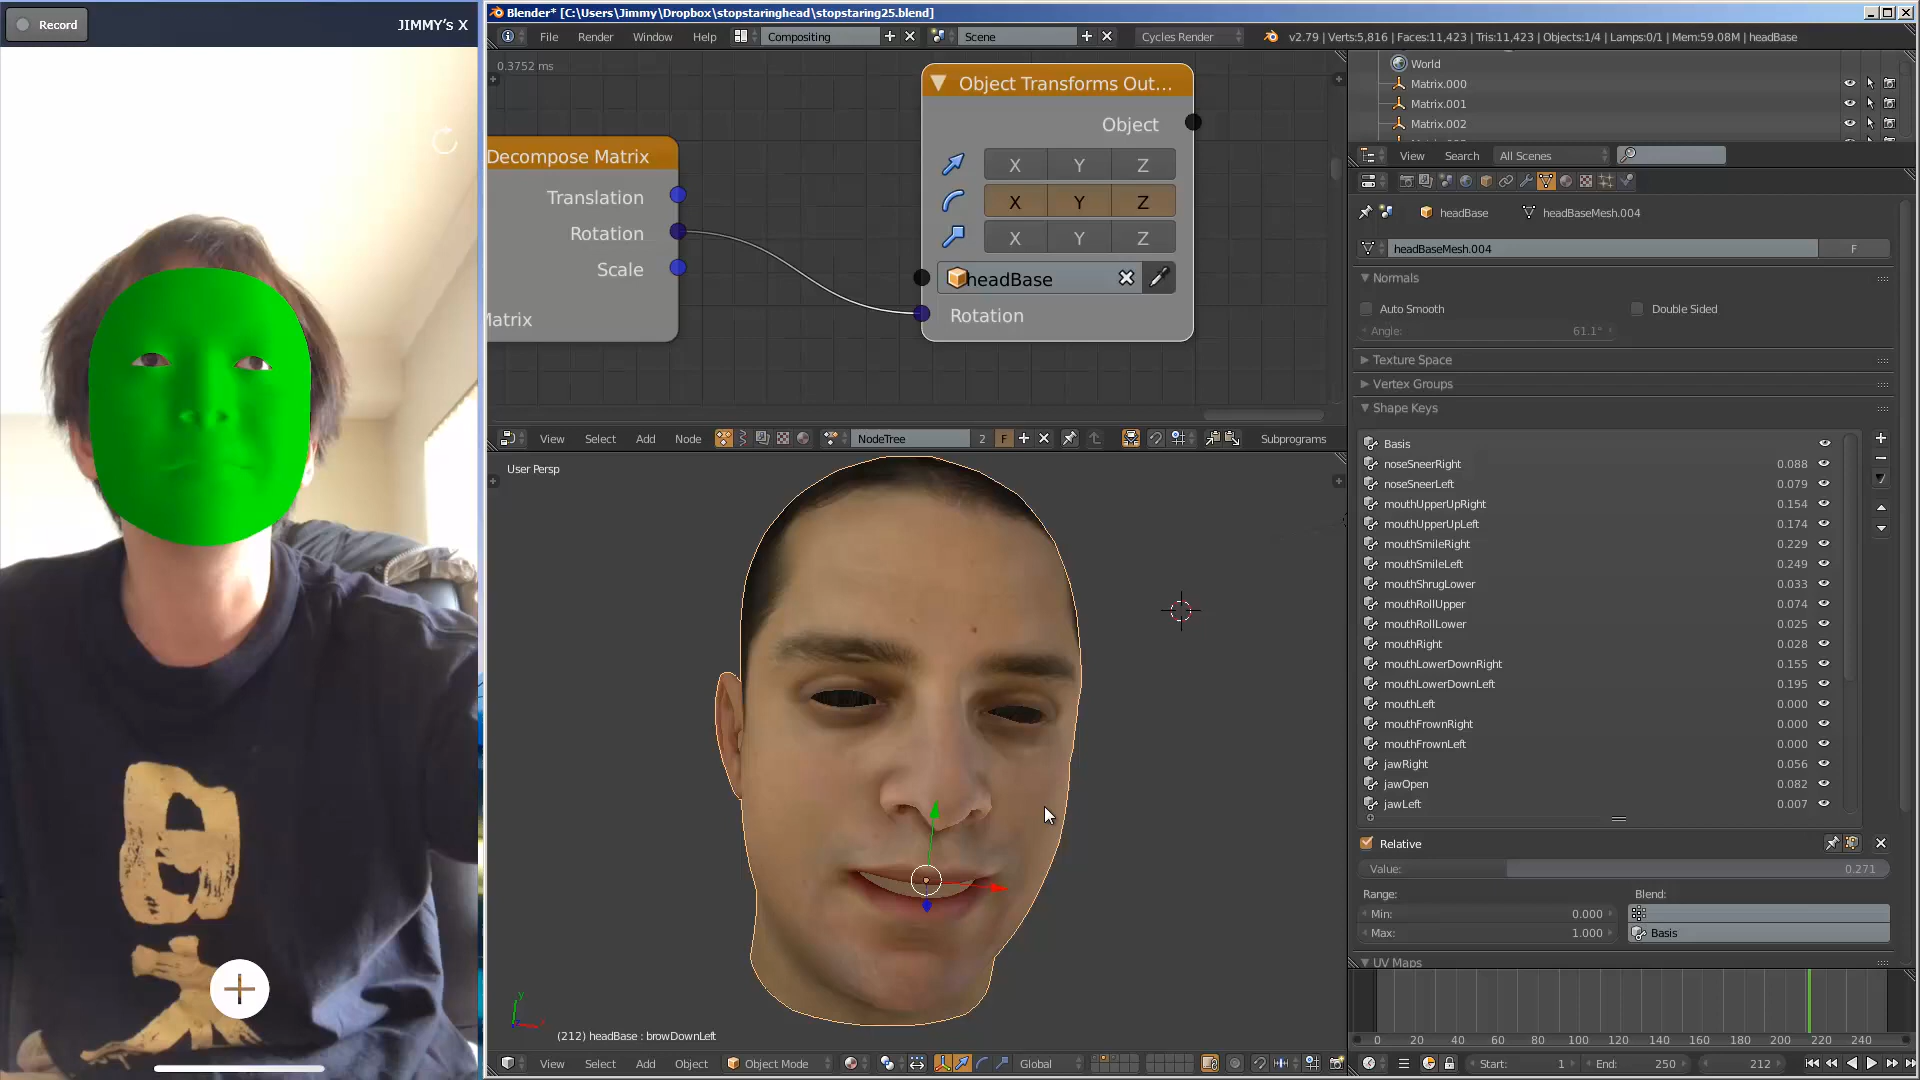 Record
JIMMY's X
Blender* [C:\Users\Jimmy\Dropbox\stopstaringhead\stopstaring25.blend]
File Render Window Help Compositing Scene Cycles Render v2.79 | Verts:5,816 | Faces:11,423 | Tris:11,423 | Objects:1/4 | Lamps:0/1 | Mem:59.08M | headBase
0.3752 ms
Decompose Matrix
Translation
Rotation
Scale
Matrix
Object Transforms Out...
Object
X Y Z
X Y Z
X Y Z
headBase
Rotation
View Select Add Node NodeTree 2 F Subprograms
User Persp
(212) headBase : browDownLeft
View Select Add Object Object Mode Global
World
Matrix.000
Matrix.001
Matrix.002
View Search All Scenes
headBase headBaseMesh.004
headBaseMesh.004 F
Normals
Auto Smooth Double Sided
Angle: 61.1°
Texture Space
Vertex Groups
Shape Keys
Basis
noseSneerRight 0.088
noseSneerLeft 0.079
mouthUpperUpRight 0.154
mouthUpperUpLeft 0.174
mouthSmileRight 0.229
mouthSmileLeft 0.249
mouthShrugLower 0.033
mouthRollUpper 0.074
mouthRollLower 0.025
mouthRight 0.028
mouthLowerDownRight 0.155
mouthLowerDownLeft 0.195
mouthLeft 0.000
mouthFrownRight 0.000
mouthFrownLeft 0.000
jawRight 0.056
jawOpen 0.082
jawLeft 0.007
Relative
Value: 0.271
Range: Blend:
Min: 0.000
Max: 1.000 Basis
UV Maps
0 20 40 60 80 100 120 140 160 180 200 220 240
Start: 1 End: 250 212